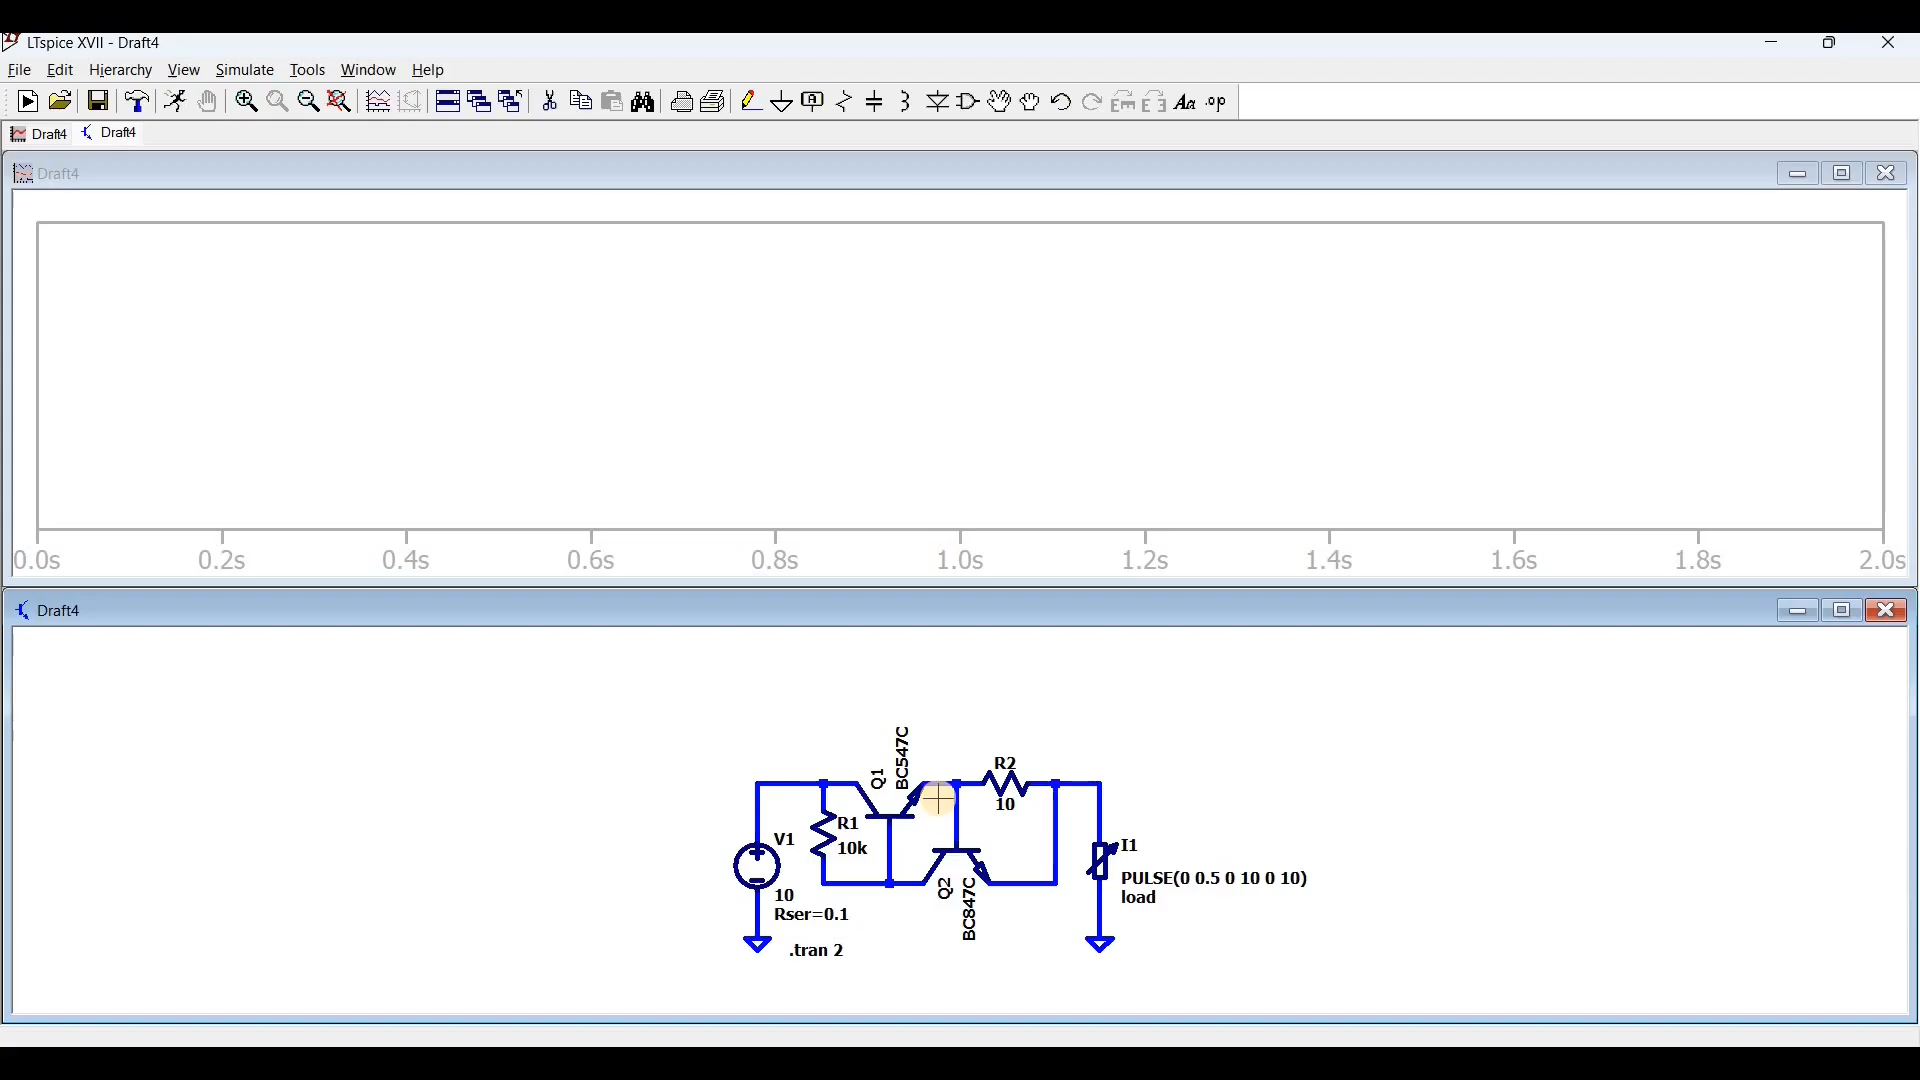 LTspice XVII - Draft4
File Edit Hierarchy View Simulate Tools Window Help
A Aa .op
Draft4 Draft4
Draft4
0.0s 0.2s 0.4s 0.6s 0.8s 1.0s 1.2s 1.4s 1.6s 1.8s 2.0s
Draft4
Q1
BC547C
R2
10
R1
10k
V1
10
Rser=0.1
.tran 2
Q2
BC847C
I1
PULSE(0 0.5 0 10 0 10)
load